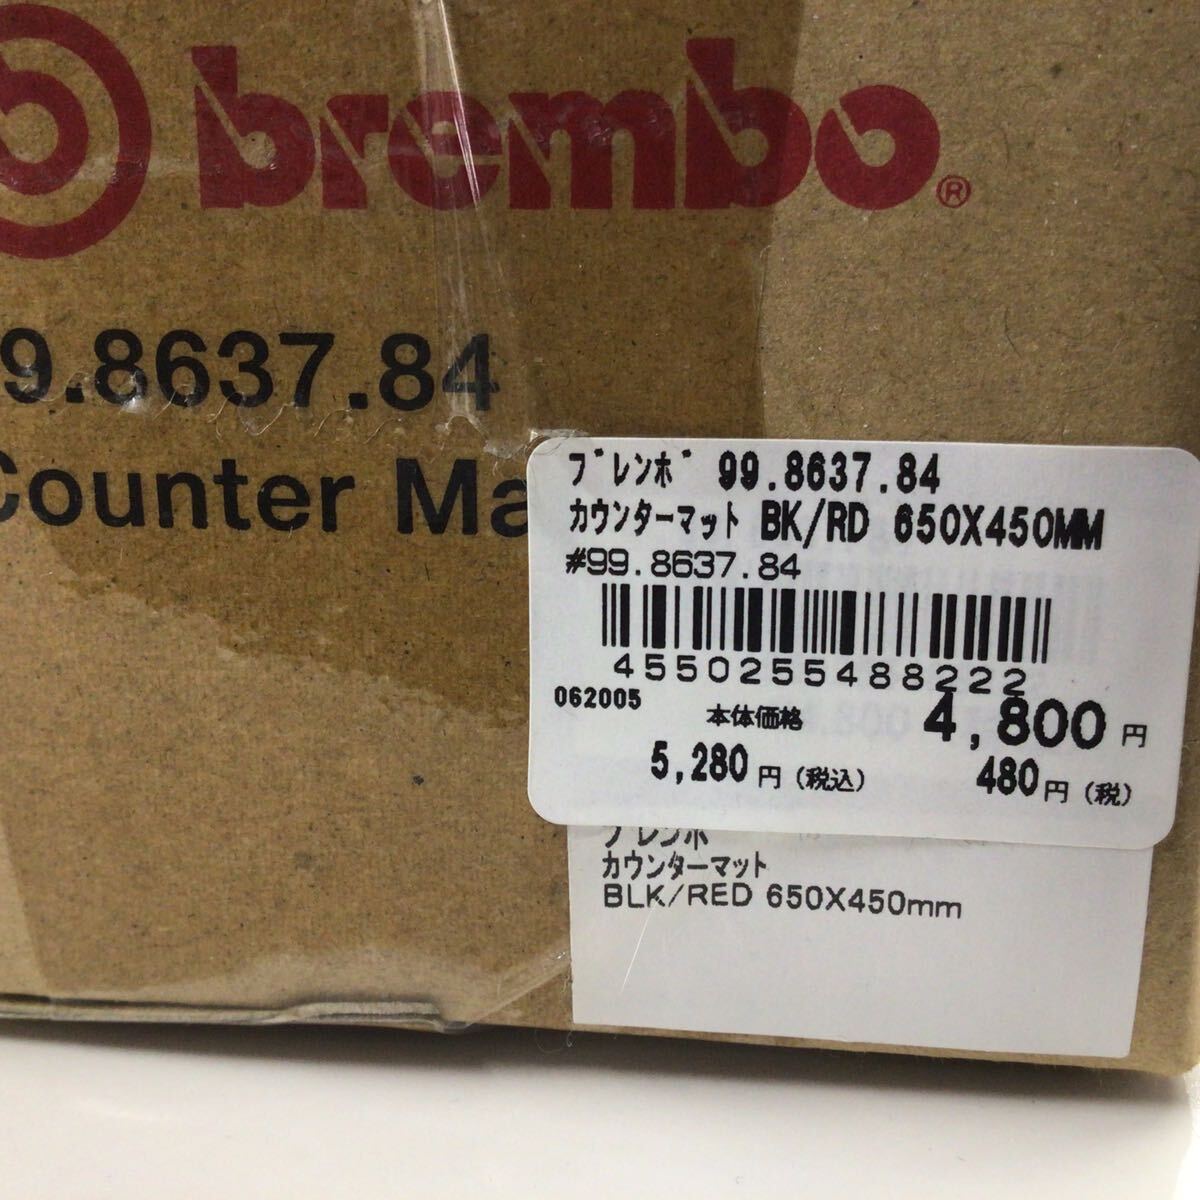 brembo®
9.8637.84
Counter Ma
ﾌﾞﾚﾝﾎﾞ 99.8637.84
ｶｳﾝﾀｰﾏｯﾄ BK/RD 650X450MM
#99.8637.84
4550255488222
062005 本体価格 4,800円
5,280円(税込) 480円(税)
ﾌﾞﾚﾝﾎﾞ
ｶｳﾝﾀｰﾏｯﾄ
BLK/RED 650X450mm